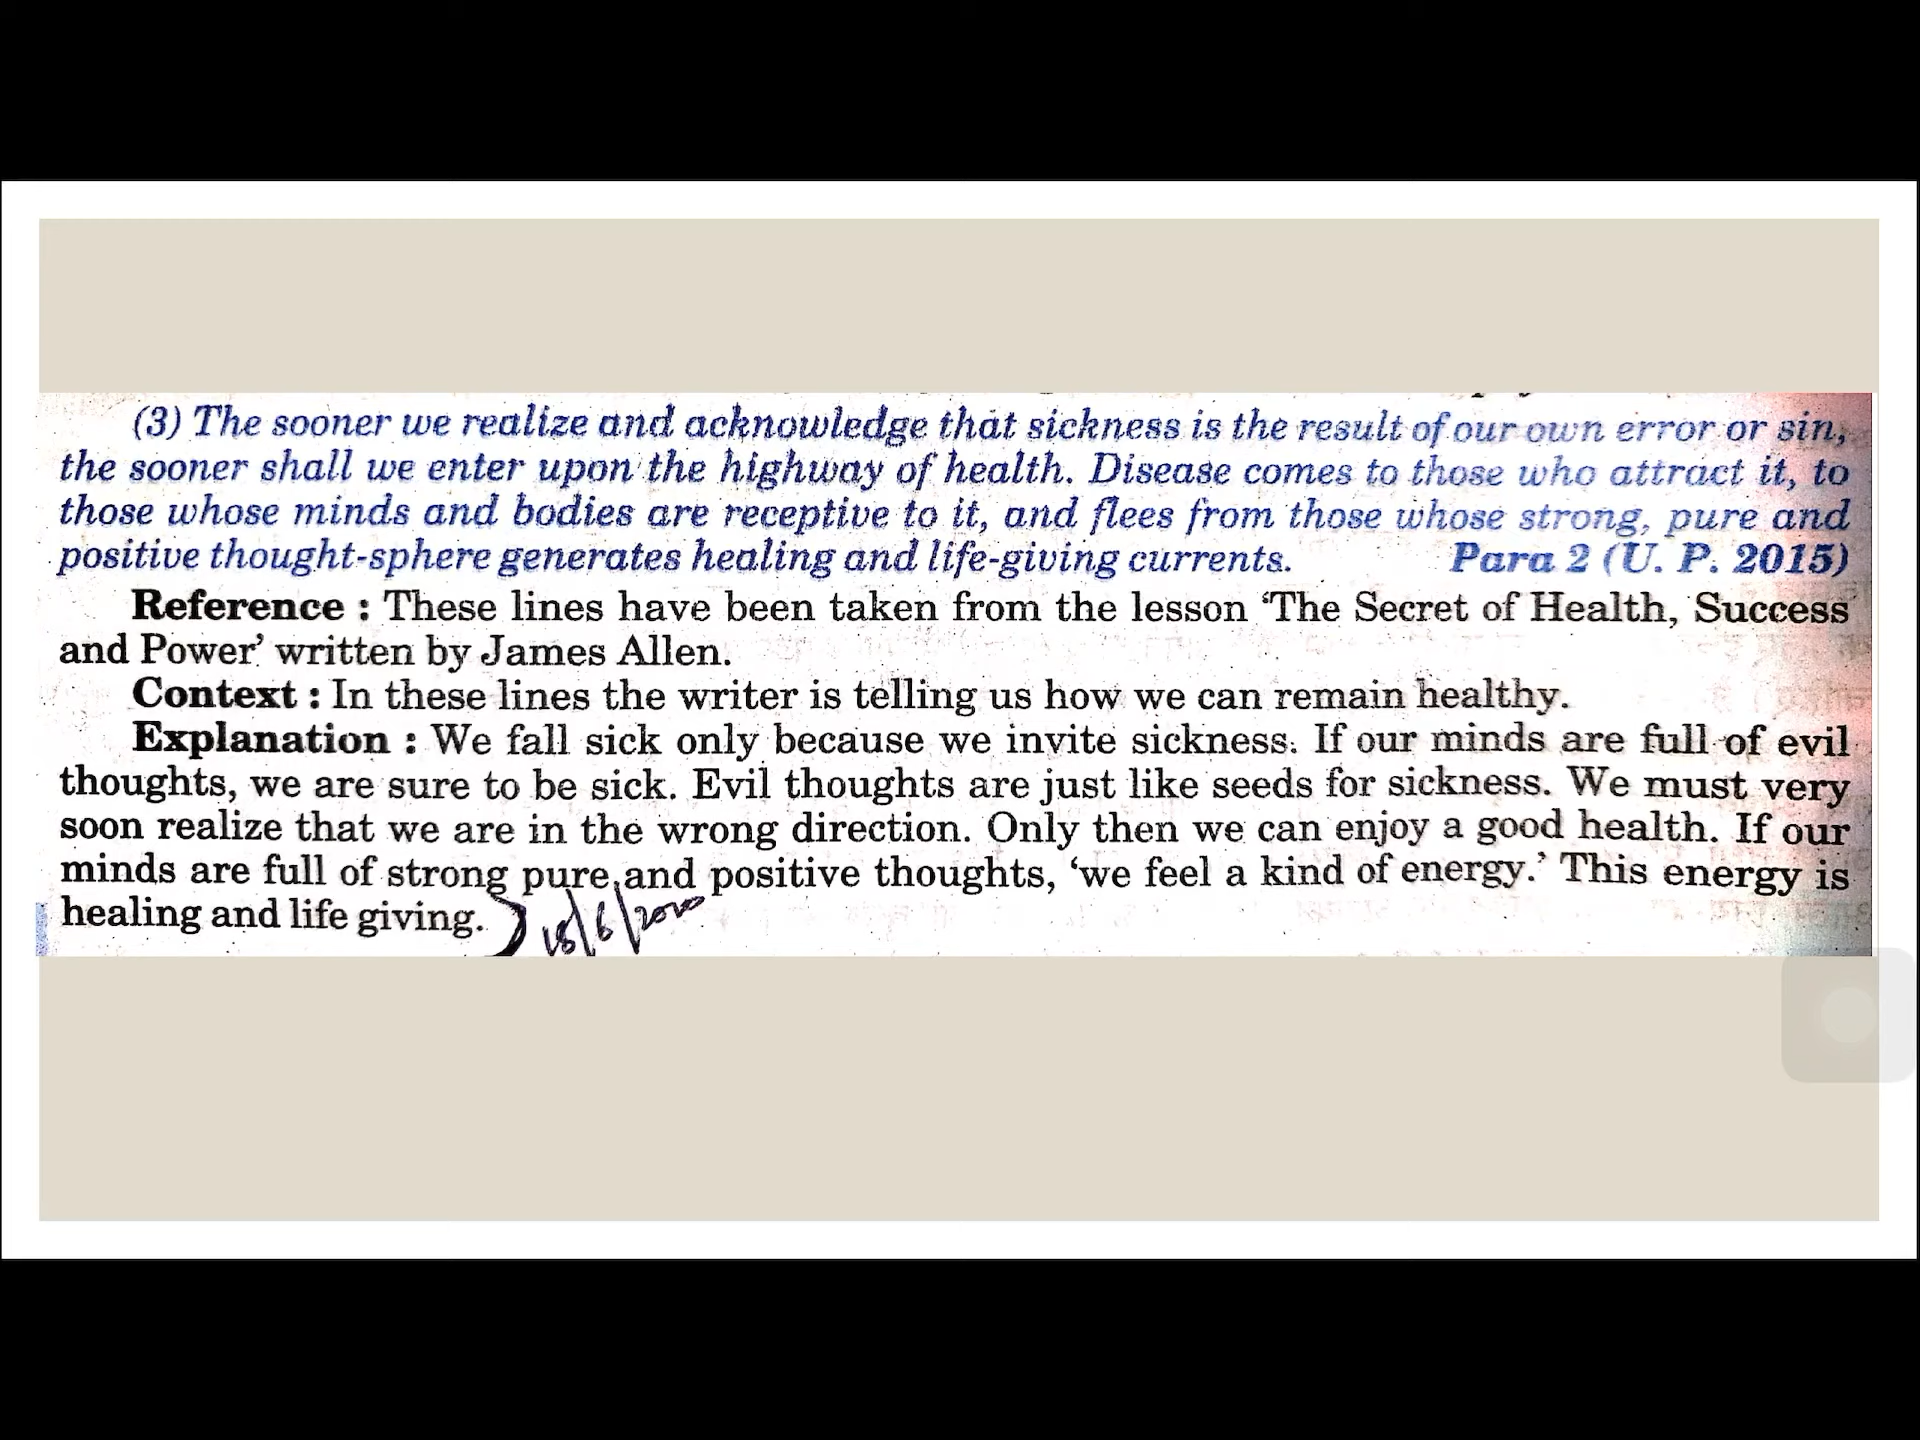 (3) The sooner we realize and acknowledge that sickness is the result of our own error or sin,
the sooner shall we enter upon the highway of health. Disease comes to those who attract it, to
those whose minds and bodies are receptive to it, and flees from those whose strong, pure and
positive thought-sphere generates healing and life-giving currents. Para 2 (U. P. 2015)
Reference : These lines have been taken from the lesson ‘The Secret of Health, Success
and Power’ written by James Allen.
Context : In these lines the writer is telling us how we can remain healthy.
Explanation : We fall sick only because we invite sickness. If our minds are full of evil
thoughts, we are sure to be sick. Evil thoughts are just like seeds for sickness. We must very
soon realize that we are in the wrong direction. Only then we can enjoy a good health. If our
minds are full of strong pure and positive thoughts, ‘we feel a kind of energy.’ This energy is
healing and life giving.
18/6/2020